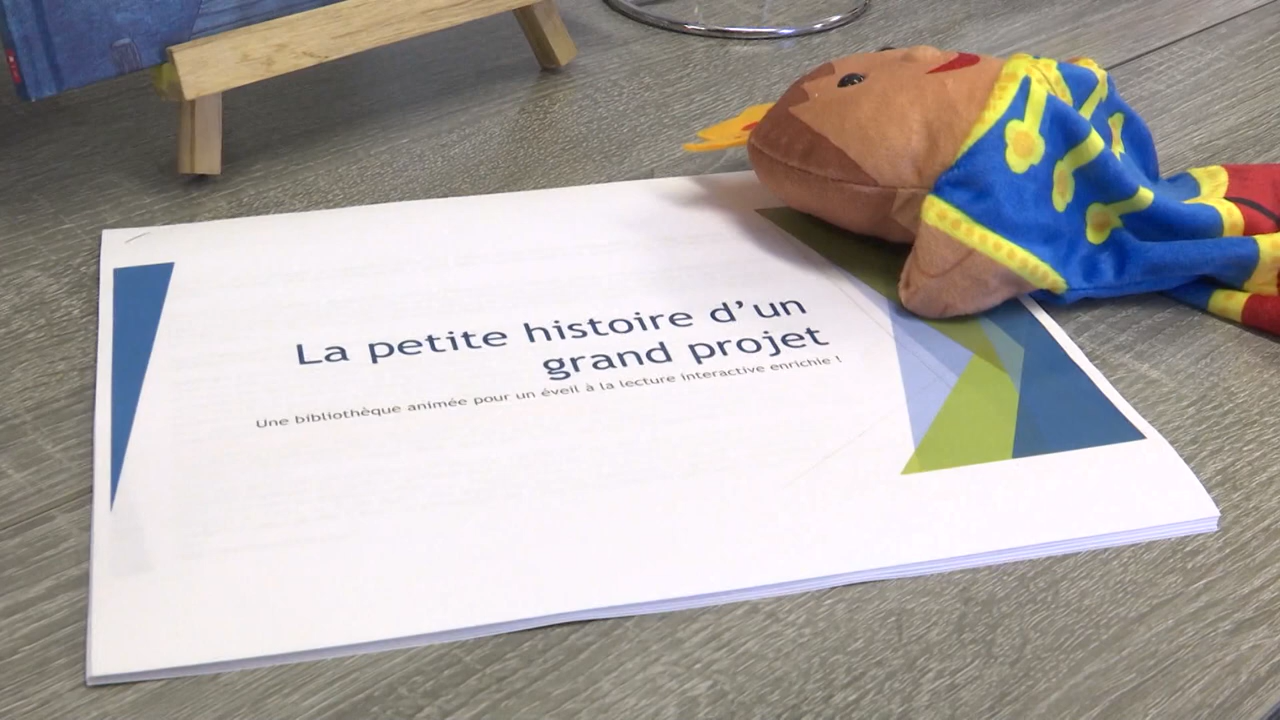 La petite histoire d'un
grand projet
Une bibliothèque animée pour un éveil à la lecture interactive enrichie !